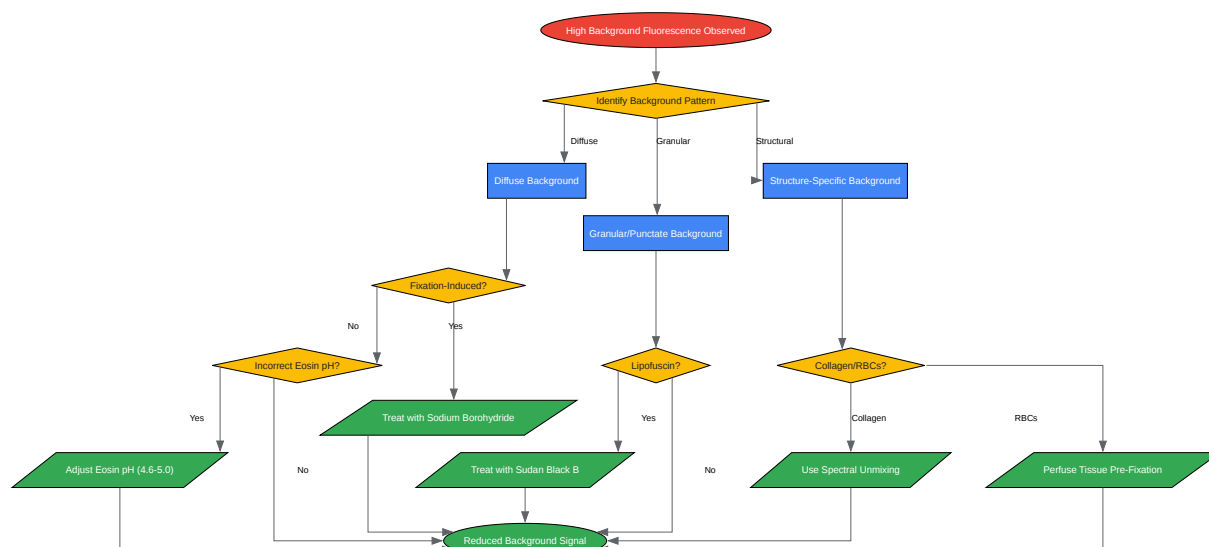 High Background Fluorescence Observed
Identify Background Pattern
Diffuse
Granular
Structural
Diffuse Background
Structure-Specific Background
Granular/Punctate Background
Fixation-Induced?
No
Yes
Incorrect Eosin pH?
Lipofuscin?
Collagen/RBCs?
Yes
Treat with Sodium Borohydride
Yes
Collagen
RBCs
Adjust Eosin pH (4.6-5.0)
No
Treat with Sudan Black B
No
Use Spectral Unmixing
Perfuse Tissue Pre-Fixation
Reduced Background Signal